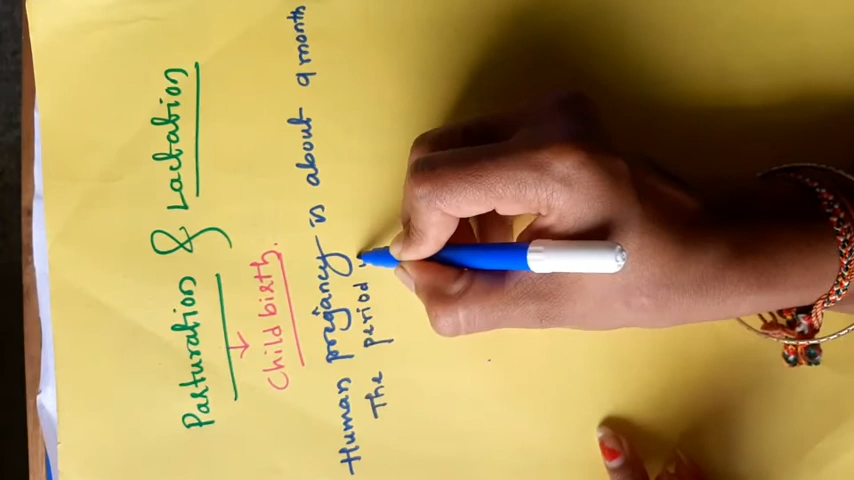 Parturation & Lactation
Child birth.
Human pregancy is about 9 month
The period